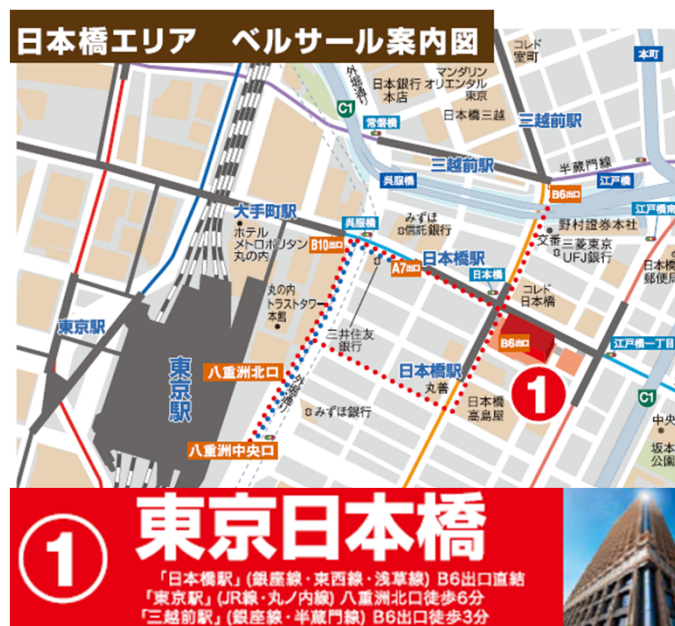 日本橋エリア　ベルサール案内図
コレド
室町
本町
外堀通り
C1
日本銀行
本店
マンダリン
オリエンタル
東京
日本橋三越
常盤橋
三越前駅
三越前駅
半蔵門線
呉服橋
B6出口
江戸橋
江戸橋南
大手町駅
ホテル
メトロポリタン
丸の内
呉服橋
B10出口
みずほ
信託銀行
日本橋駅
A7出口
日本橋
交番
野村證券本社
三菱東京
UFJ銀行
日本橋
郵便局
コレド
日本橋
丸の内
トラストタワー
本館
東京駅
三井住友
銀行
B6出口
江戸橋一丁目
東京駅
八重洲北口
外堀通り
日本橋駅
丸善
1
みずほ銀行
日本橋
高島屋
C1
中央
坂本
公園
八重洲中央口
1
東京日本橋
「日本橋駅」(銀座線・東西線・浅草線) B6出口直結
「東京駅」(JR線・丸ノ内線) 八重洲北口徒歩6分
「三越前駅」(銀座線・半蔵門線) B6出口徒歩3分